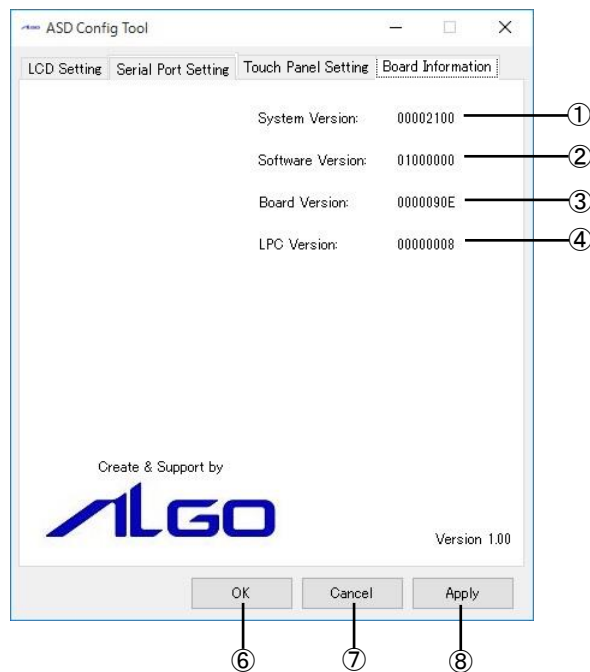 ASD Config Tool
LCD Setting Serial Port Setting Touch Panel Setting Board Information
System Version: 00002100 ①
Software Version: 01000000 ②
Board Version: 0000090E ③
LPC Version: 00000008 ④
Create & Support by
ALGO
Version 1.00
OK Cancel Apply
⑥ ⑦ ⑧